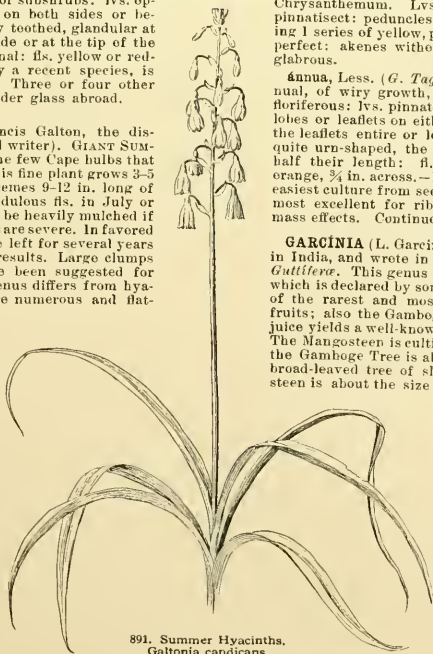 or subshrubs. lvs. op-
on both sides or be-
y toothed, glandular at
de or at the tip of the
nal: fls. yellow or red-
y a recent species, is
Three or four other
der glass abroad.
ncis Galton, the dis-
l writer). GIANT SUM-
ne few Cape bulbs that
is fine plant grows 3–5
emes 9–12 in. long of
dulous fls. in July or
be heavily mulched if
are severe. In favored
left for several years
results. Large clumps
e been suggested for
enus differs from hya-
e numerous and flat-
Chrysanthemum. Lvs
pinnatisect: peduncles
ing 1 series of yellow, p
perfect: akenes witho
glabrous.
ánnua, Less. (G. Tag
nual, of wiry growth,
floriferous: lvs. pinnat
lobes or leaflets on eit
the leaflets entire or lo
quite urn-shaped, the
half their length: fl.
orange, ¾ in. across.—
easiest culture from see
most excellent for rib
mass effects. Continue
GARCÍNIA (L. Garci
in India, and wrote in
Guttiferæ. This genus
which is declared by som
of the rarest and mos
fruits; also the Gambo
juice yields a well-know
The Mangosteen is culti
the Gamboge Tree is al
broad-leaved tree of sl
steen is about the size
891. Summer Hyacinths.
Galtonia candicans